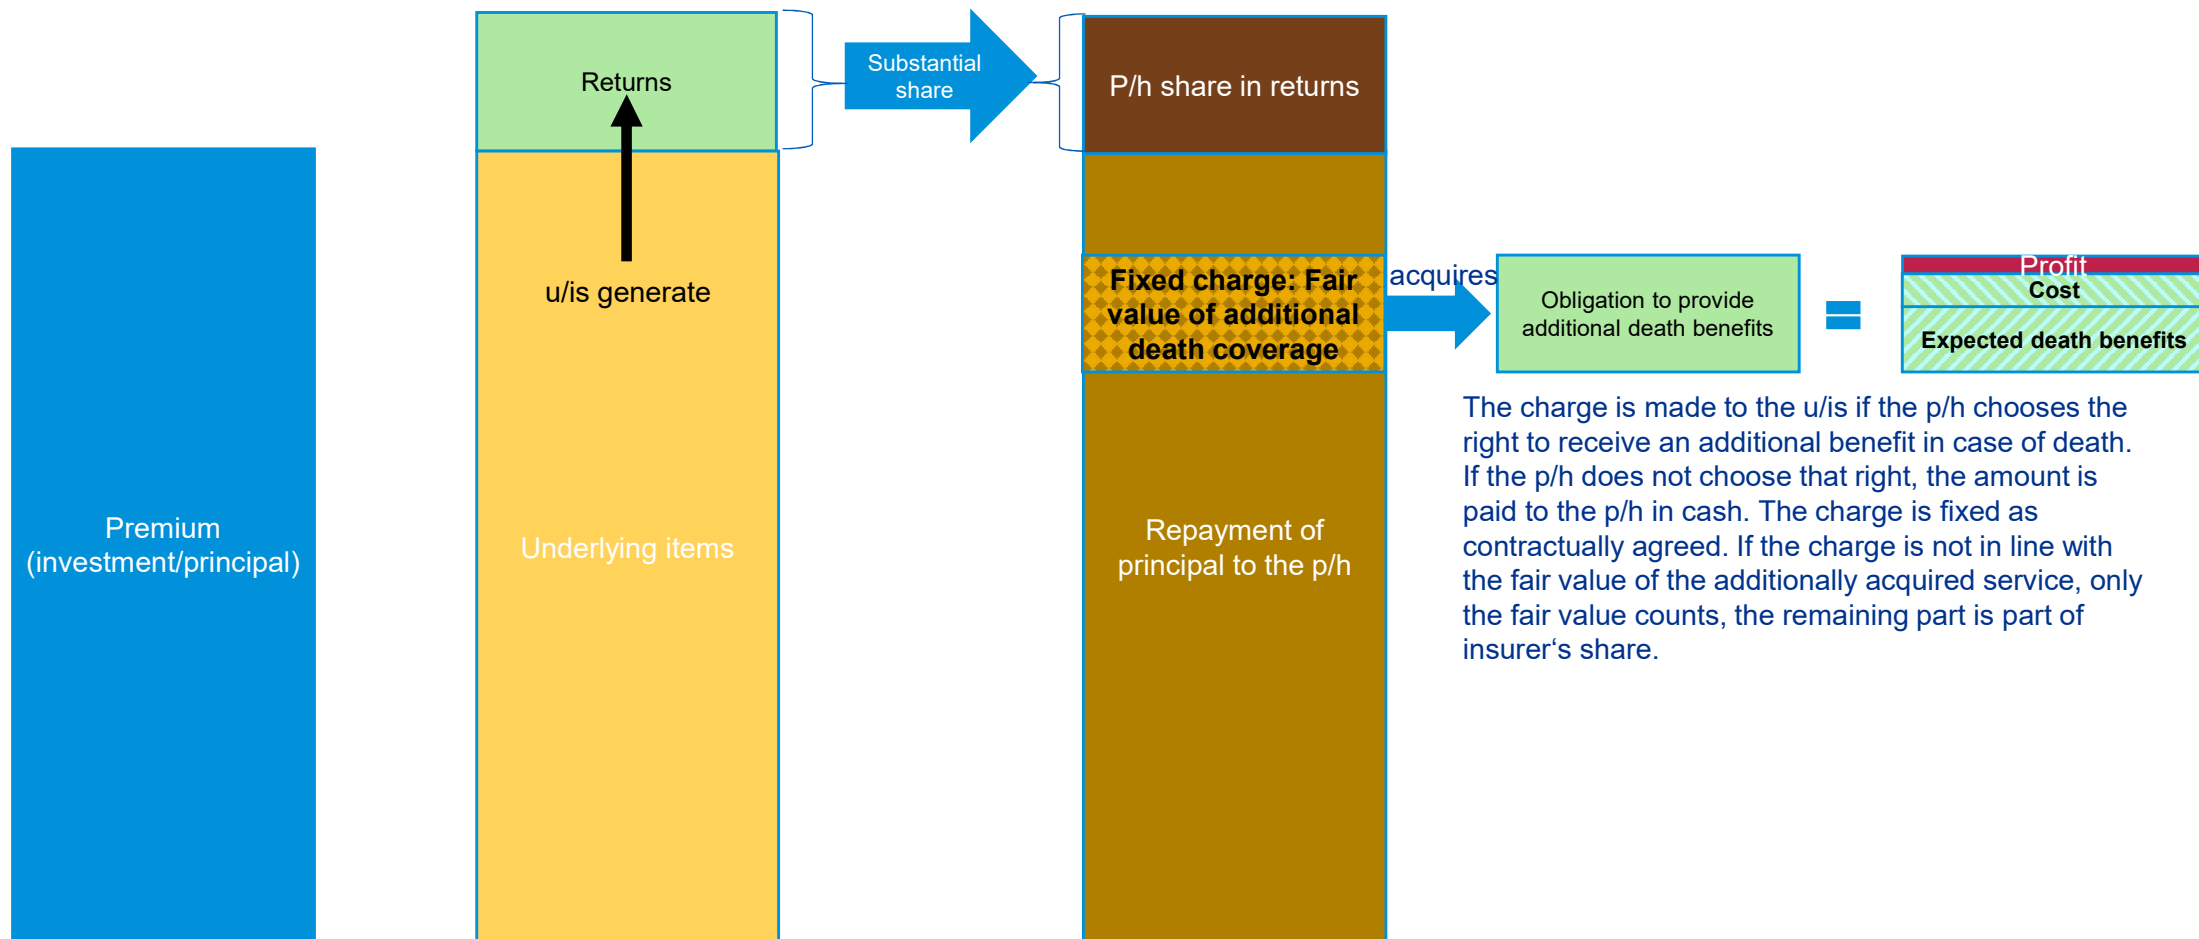 Returns
Substantial
share
P/h share in returns
Premium
(investment/principal)
u/is generate
Underlying items
Fixed charge: Fair
value of additional
death coverage
Repayment of
principal to the p/h
acquires
Obligation to provide
additional death benefits
Profit
Cost
Expected death benefits
The charge is made to the u/is if the p/h chooses the
right to receive an additional benefit in case of death.
If the p/h does not choose that right, the amount is
paid to the p/h in cash. The charge is fixed as
contractually agreed. If the charge is not in line with
the fair value of the additionally acquired service, only
the fair value counts, the remaining part is part of
insurer‘s share.